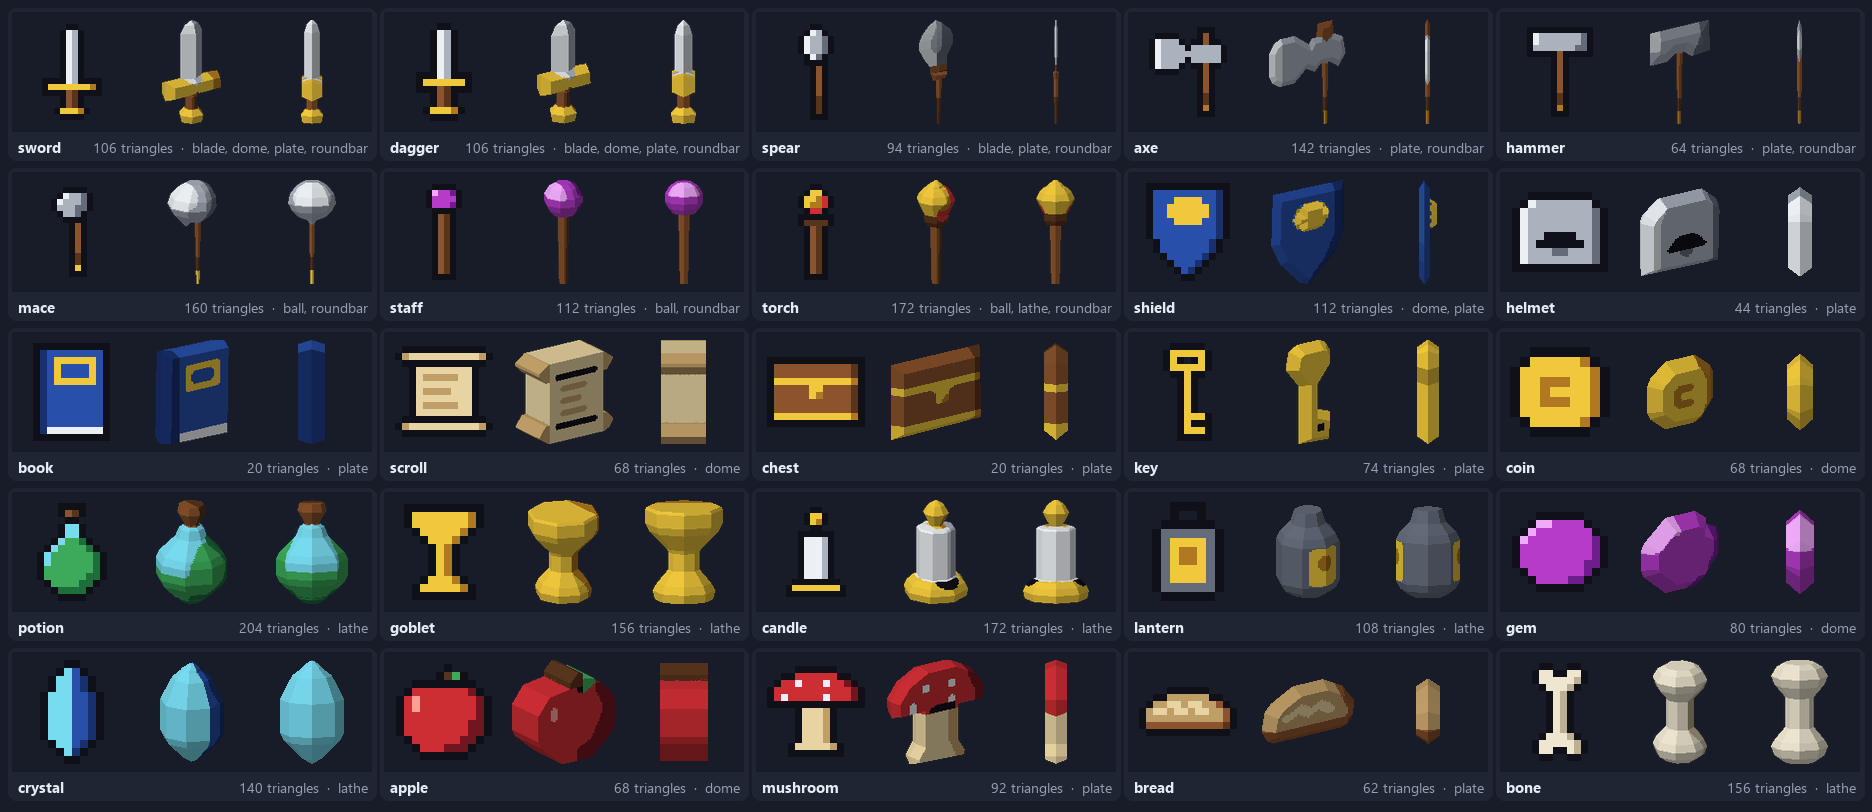 sword 106 triangles · blade, dome, plate, roundbar
dagger 106 triangles · blade, dome, plate, roundbar
spear 94 triangles · blade, plate, roundbar
axe 142 triangles · plate, roundbar
hammer 64 triangles · plate, roundbar
mace 160 triangles · ball, roundbar
staff 112 triangles · ball, roundbar
torch 172 triangles · ball, lathe, roundbar
shield 112 triangles · dome, plate
helmet 44 triangles · plate
book 20 triangles · plate
scroll 68 triangles · dome
chest 20 triangles · plate
key 74 triangles · plate
coin 68 triangles · dome
potion 204 triangles · lathe
goblet 156 triangles · lathe
candle 172 triangles · lathe
lantern 108 triangles · lathe
gem 80 triangles · dome
crystal 140 triangles · lathe
apple 68 triangles · dome
mushroom 92 triangles · plate
bread 62 triangles · plate
bone 156 triangles · lathe